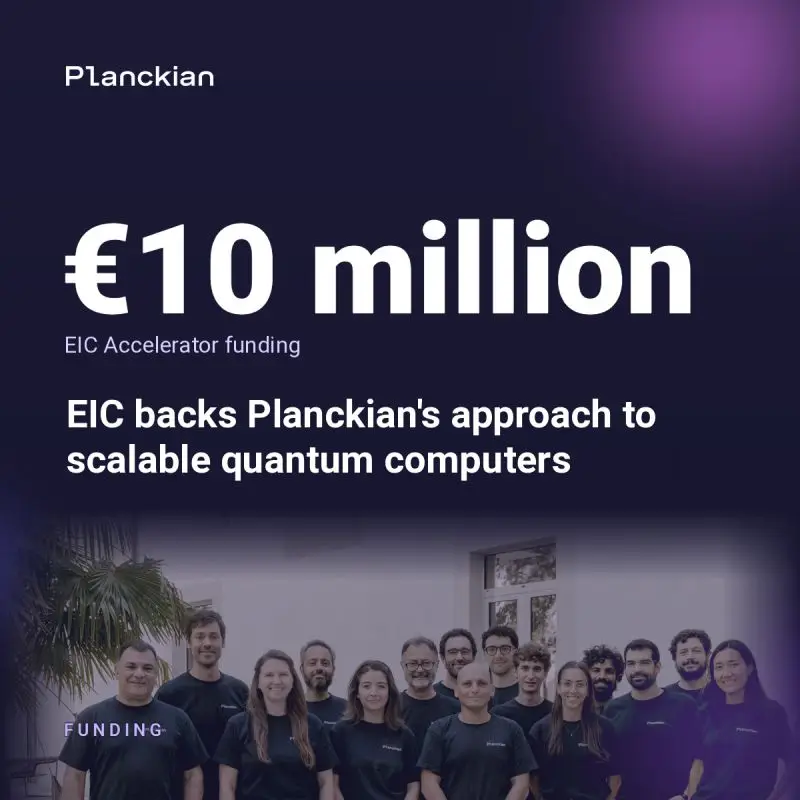 Planckian
€10 million
EIC Accelerator funding
EIC backs Planckian's approach to
scalable quantum computers
FUNDING